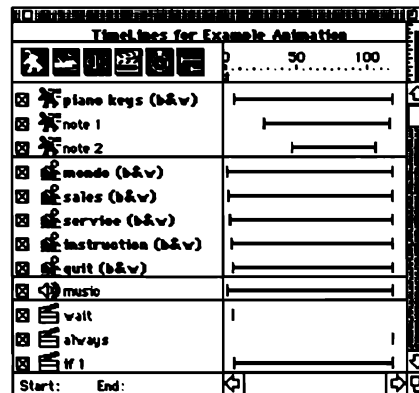 TimeLines for Example Animation
0 50 100
piano keys (b&w)
note 1
note 2
mondo (b&w)
sales (b&w)
service (b&w)
instruction (b&w)
quit (b&w)
music
wait
always
if 1
Start: End: